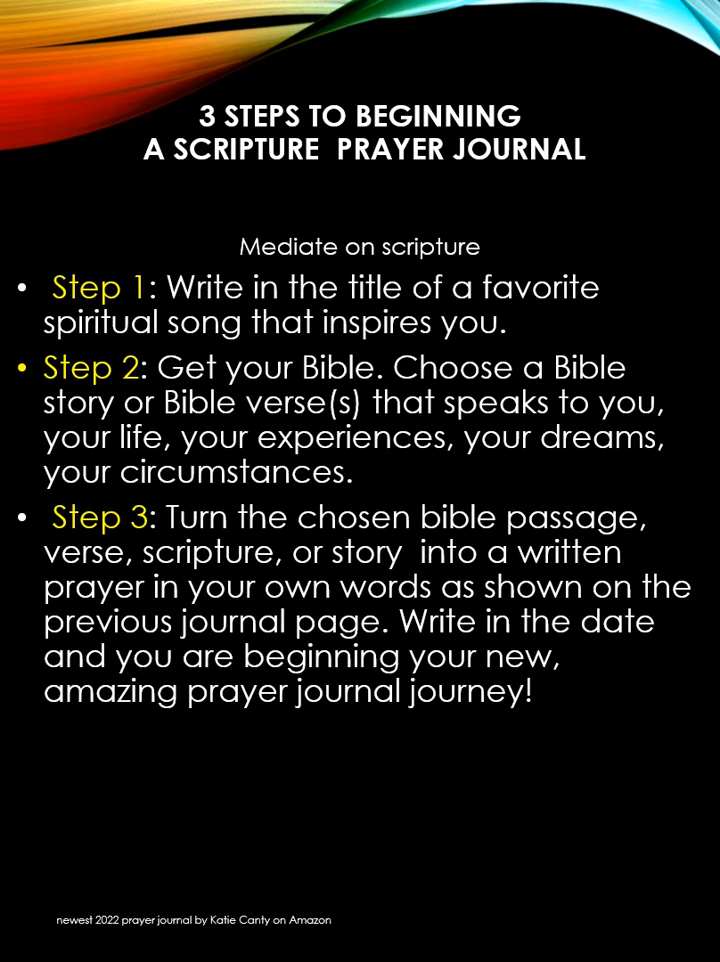 3 STEPS TO BEGINNING
A SCRIPTURE  PRAYER JOURNAL
Mediate on scripture
• Step 1: Write in the title of a favorite
spiritual song that inspires you.
• Step 2: Get your Bible. Choose a Bible
story or Bible verse(s) that speaks to you,
your life, your experiences, your dreams,
your circumstances.
• Step 3: Turn the chosen bible passage,
verse, scripture, or story  into a written
prayer in your own words as shown on the
previous journal page. Write in the date
and you are beginning your new,
amazing prayer journal journey!
newest 2022 prayer journal by Katie Canty on Amazon